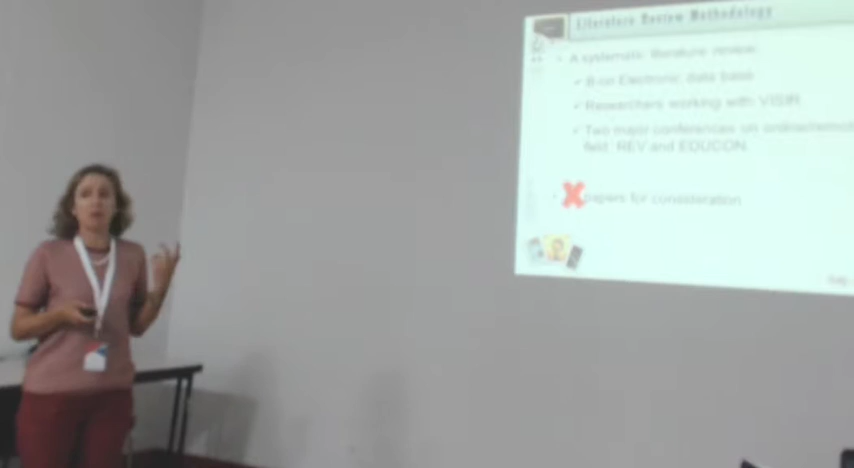 Literature Review Methodology
A systematic literature review
B-on Electronic data base
Researchers working with VISIR
Two major conferences on online/remot
field: REV and EDUCON
papers for consideration